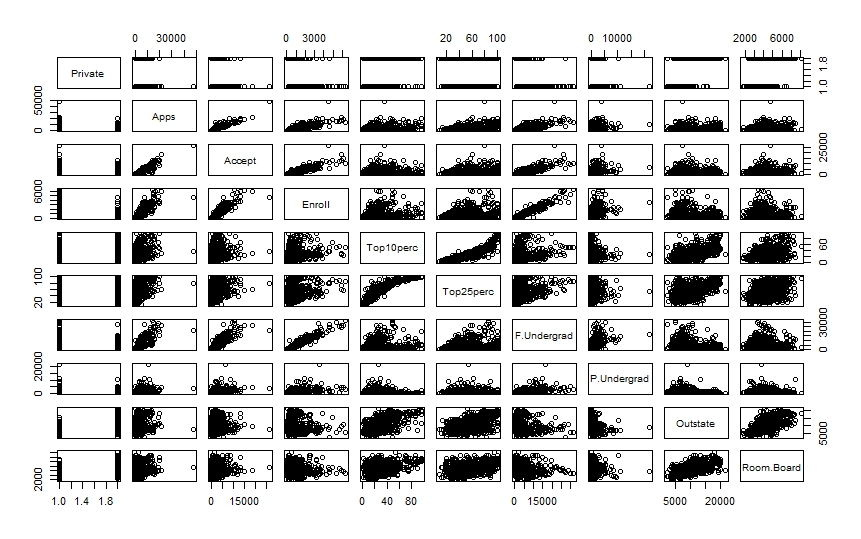 0 30000 0 3000 20 60 100 0 10000 2000 6000
Private 1.0 1.8
0 50000 Apps
Accept 0 25000
0 6000 Enroll
Top10perc 0 60
20 100 Top25perc
F.Undergrad 0 30000
0 20000 P.Undergrad
Outstate 5000
2000 Room.Board
1.0 1.4 1.8 0 15000 0 40 80 0 15000 5000 20000